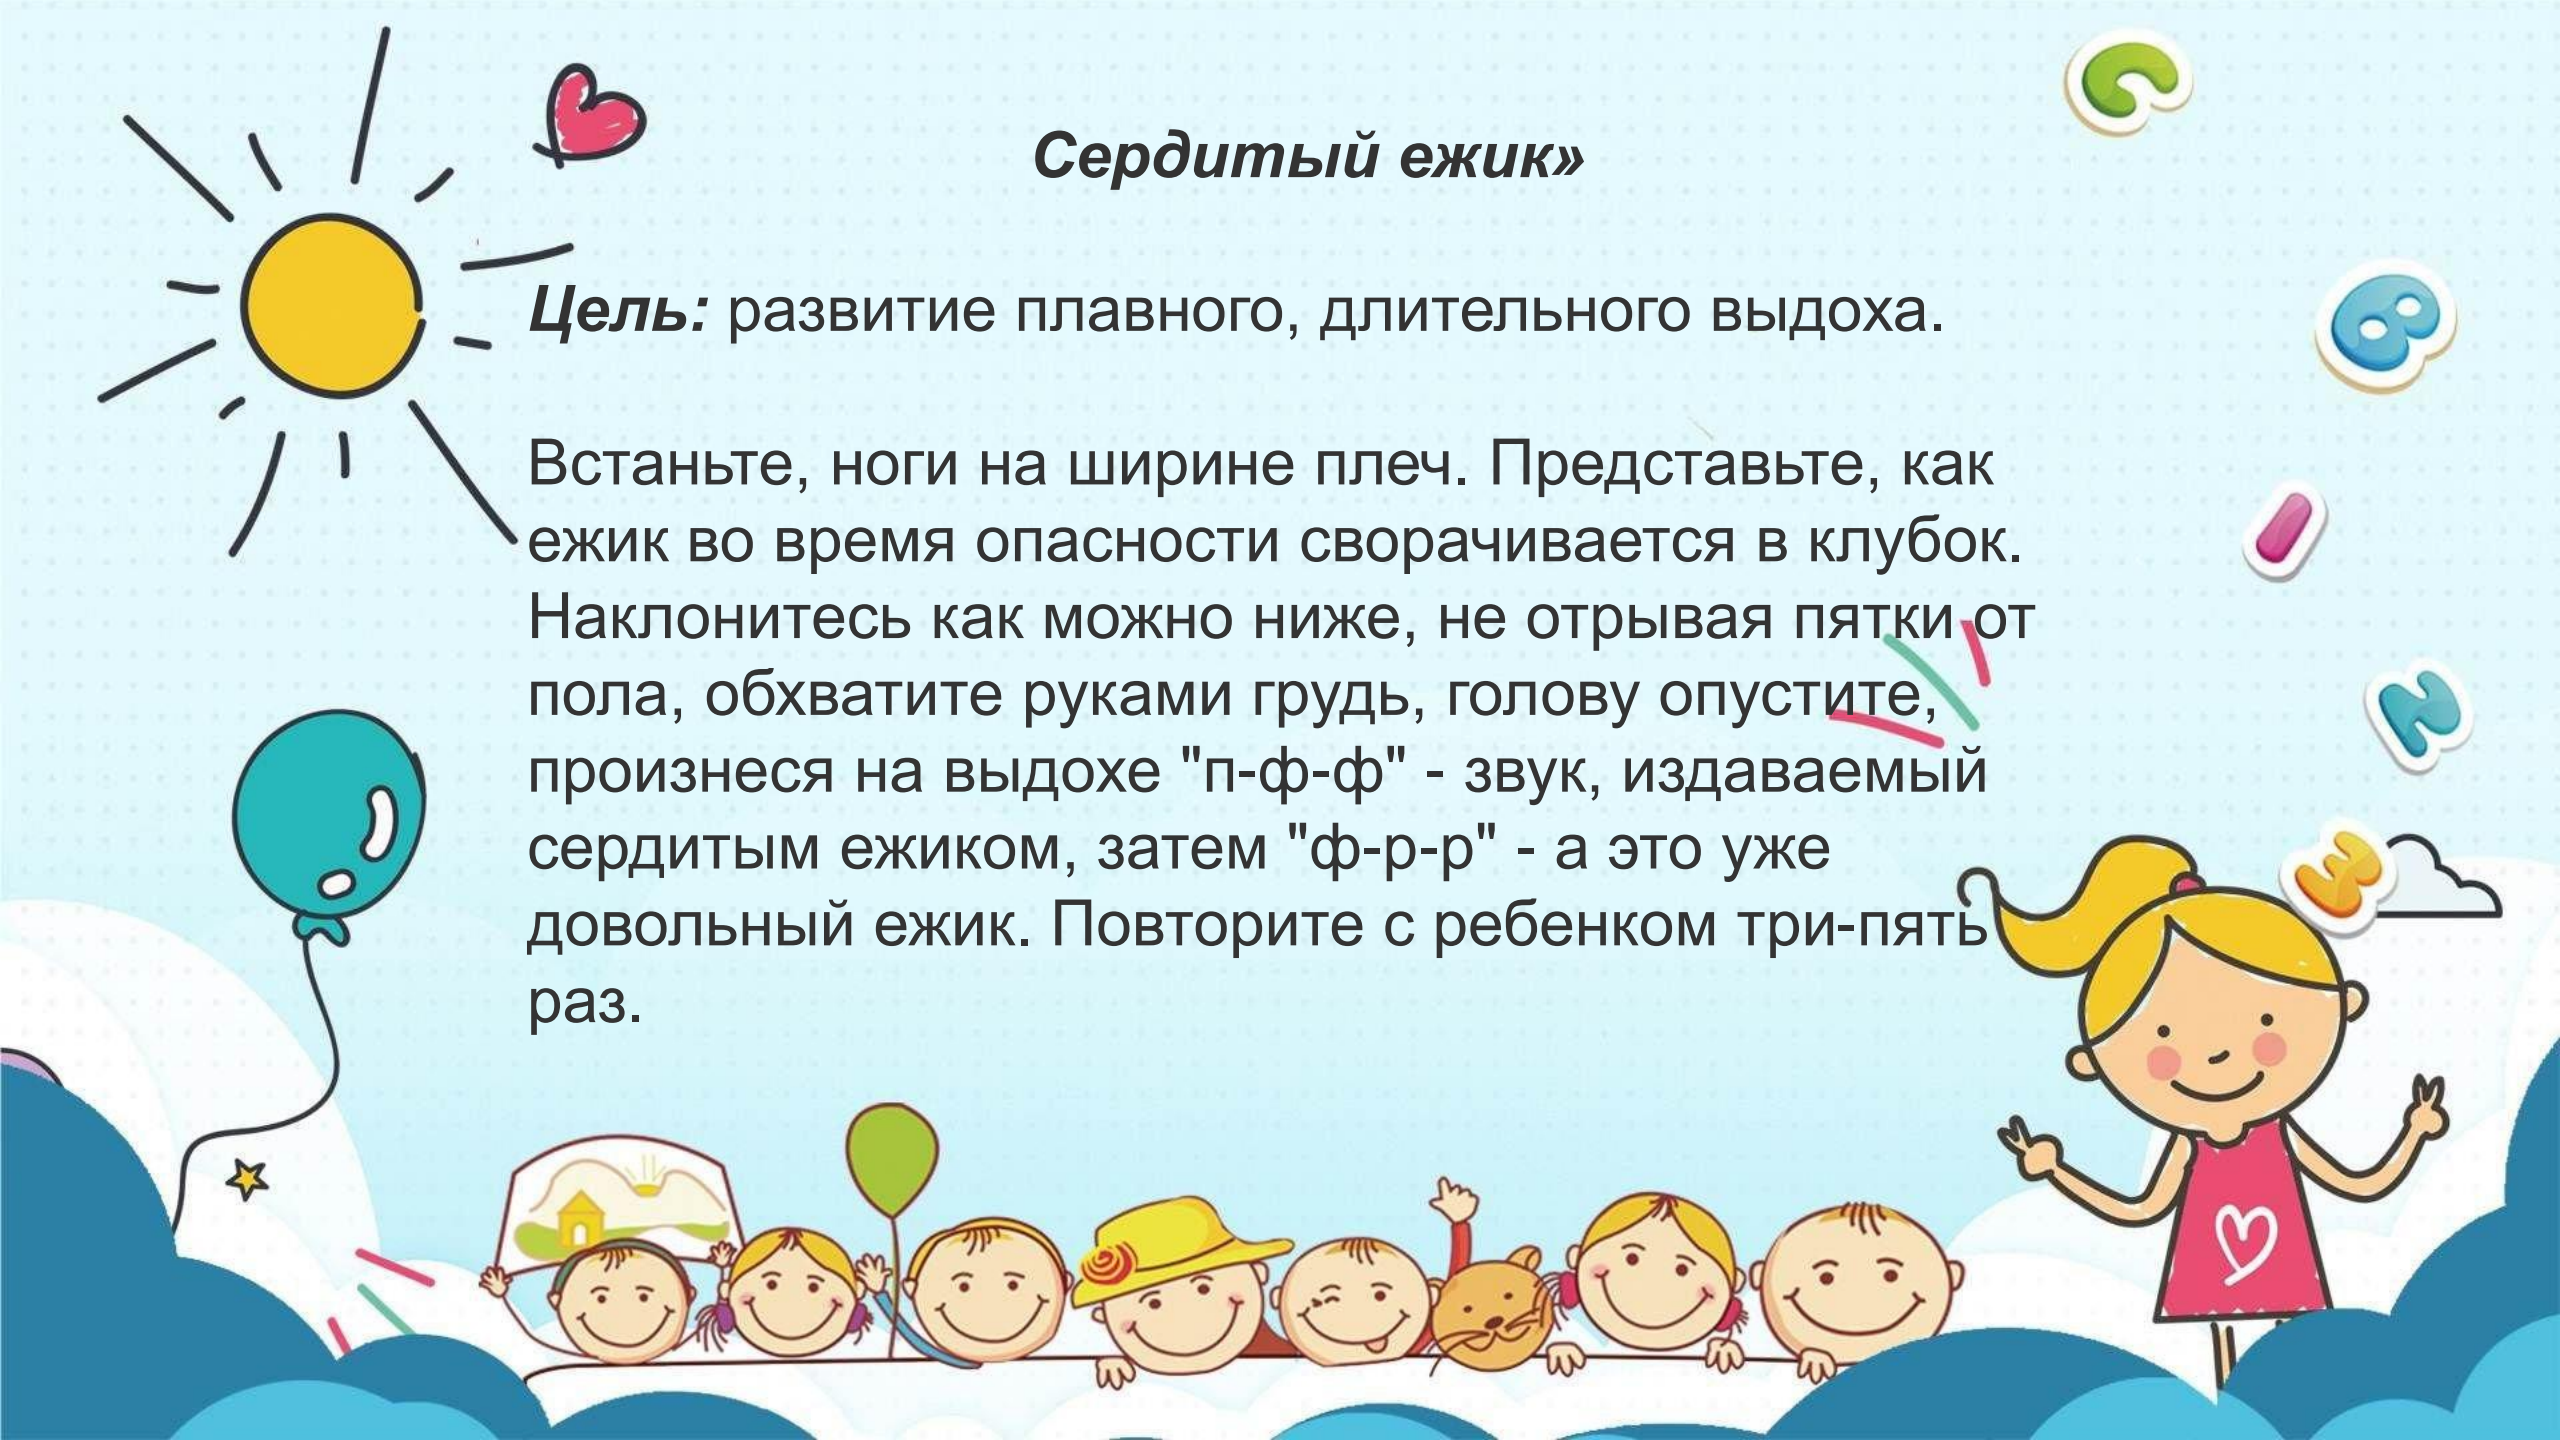 Сердитый ежик»
Цель: развитие плавного, длительного выдоха.
Встаньте, ноги на ширине плеч. Представьте, как
ежик во время опасности сворачивается в клубок.
Наклонитесь как можно ниже, не отрывая пятки от
пола, обхватите руками грудь, голову опустите,
произнеся на выдохе "п-ф-ф" - звук, издаваемый
сердитым ежиком, затем "ф-р-р" - а это уже
довольный ежик. Повторите с ребенком три-пять
раз.